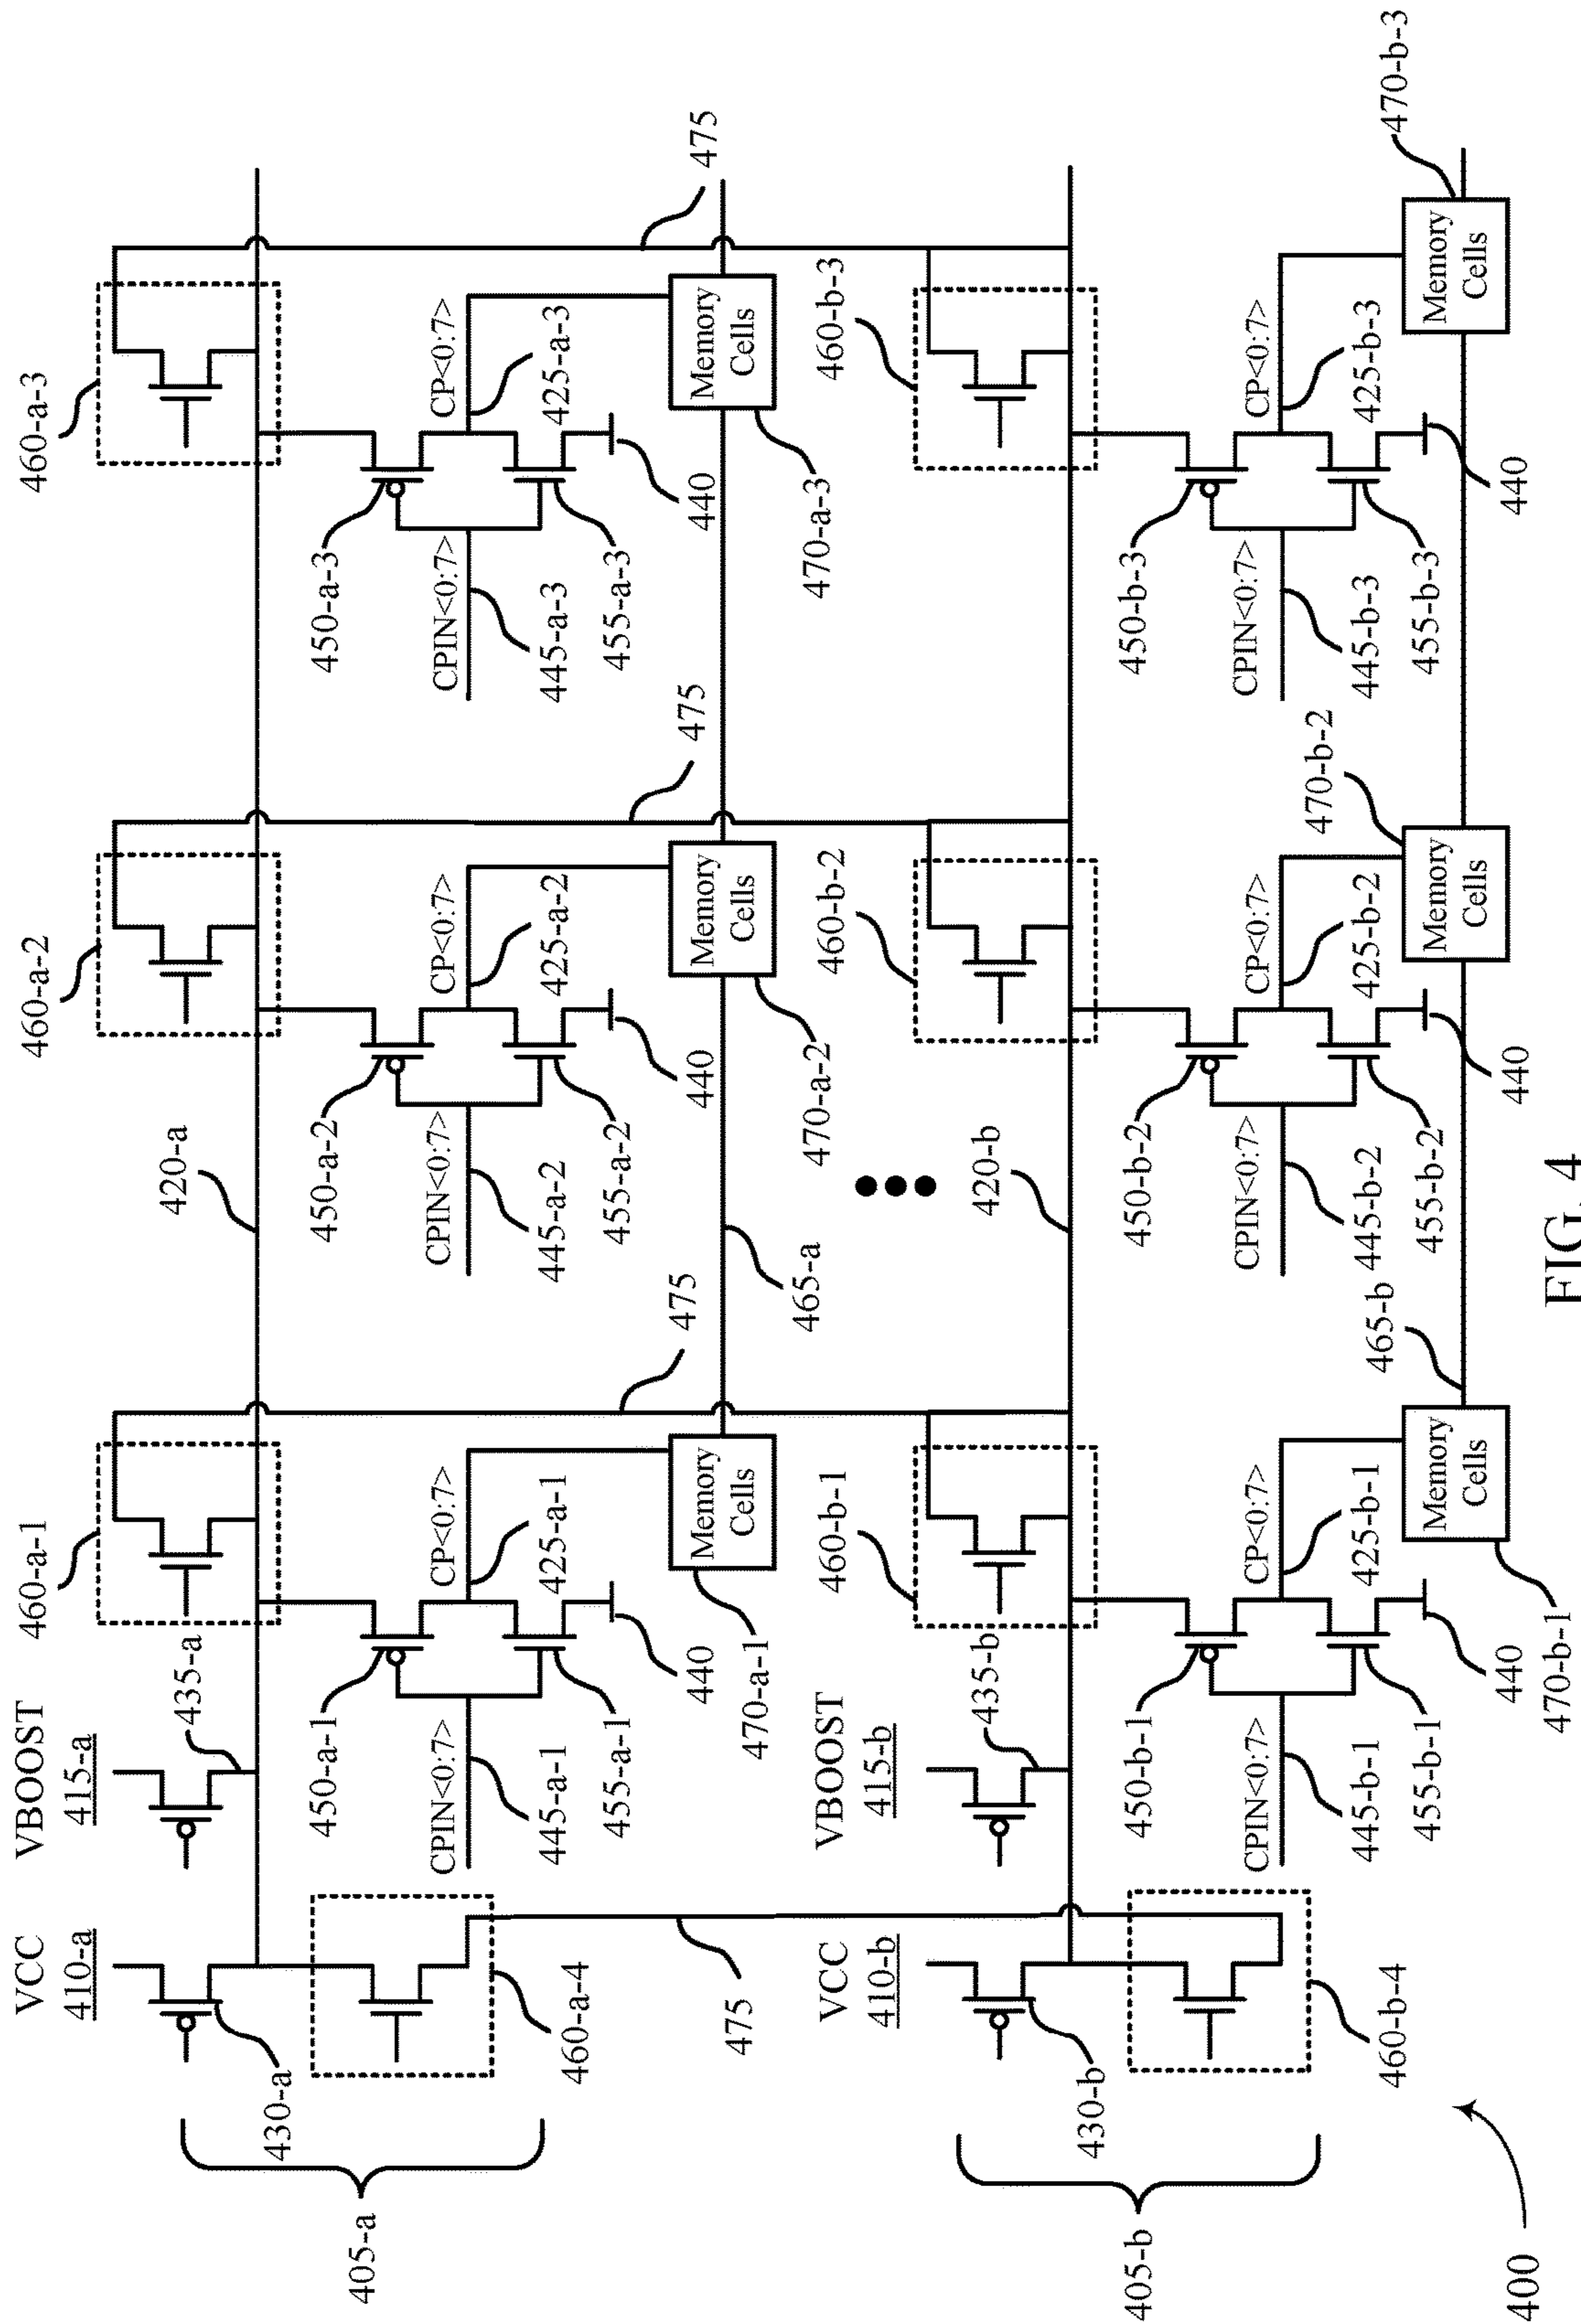 VCC
410-a
VBOOST
415-a
435-a
460-a-1
460-a-2
460-a-3
420-a
430-a
405-a
450-a-1
CP<0:7>
425-a-1
CPIN<0:7>
445-a-1
455-a-1
440
475
450-a-2
CP<0:7>
425-a-2
CPIN<0:7>
445-a-2
455-a-2
440
475
450-a-3
CP<0:7>
425-a-3
CPIN<0:7>
445-a-3
455-a-3
440
475
460-a-4
475
Memory
Cells
470-a-1
465-a
Memory
Cells
470-a-2
Memory
Cells
470-a-3
VCC
410-b
VBOOST
415-b
435-b
460-b-1
460-b-2
460-b-3
420-b
430-b
405-b
450-b-1
CP<0:7>
425-b-1
CPIN<0:7>
445-b-1
455-b-1
440
450-b-2
CP<0:7>
425-b-2
CPIN<0:7>
445-b-2
455-b-2
440
450-b-3
CP<0:7>
425-b-3
CPIN<0:7>
445-b-3
455-b-3
440
460-b-4
Memory
Cells
470-b-1
465-b
Memory
Cells
470-b-2
Memory
Cells
470-b-3
400
FIG. 4